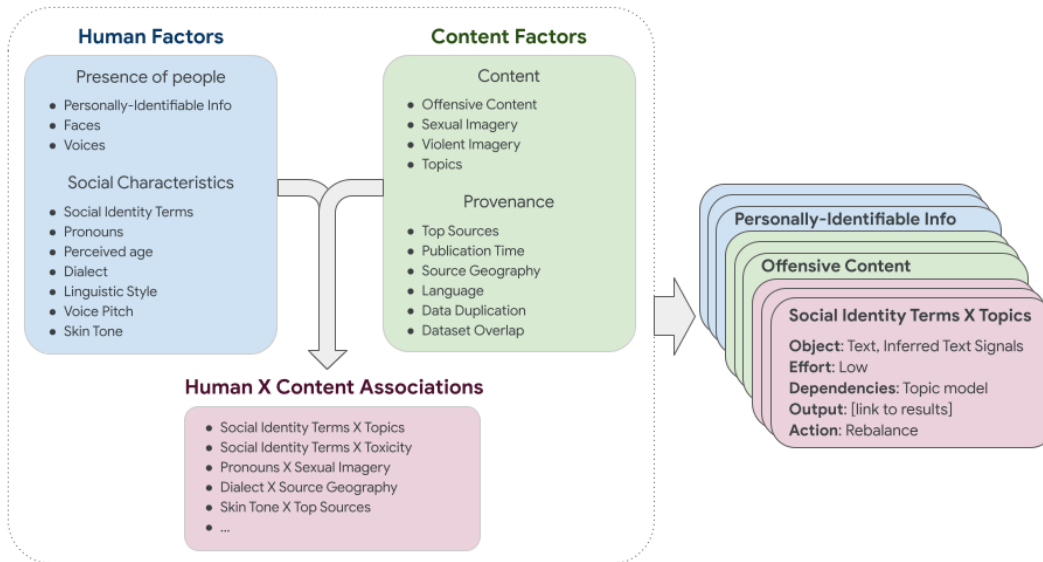 Human Factors
Presence of people
● Personally-Identifiable Info
● Faces
● Voices
Social Characteristics
● Social Identity Terms
● Pronouns
● Perceived age
● Dialect
● Linguistic Style
● Voice Pitch
● Skin Tone
Content Factors
Content
● Offensive Content
● Sexual Imagery
● Violent Imagery
● Topics
Provenance
● Top Sources
● Publication Time
● Source Geography
● Language
● Data Duplication
● Dataset Overlap
Human X Content Associations
● Social Identity Terms X Topics
● Social Identity Terms X Toxicity
● Pronouns X Sexual Imagery
● Dialect X Source Geography
● Skin Tone X Top Sources
● ...
Personally-Identifiable Info
Offensive Content
Social Identity Terms X Topics
Object: Text, Inferred Text Signals
Effort: Low
Dependencies: Topic model
Output: [link to results]
Action: Rebalance